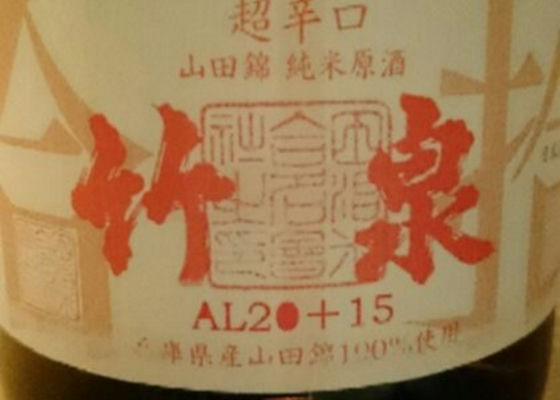 超辛口
山田錦 純米原酒
竹泉
AL20+15
兵庫県産山田錦100%使用